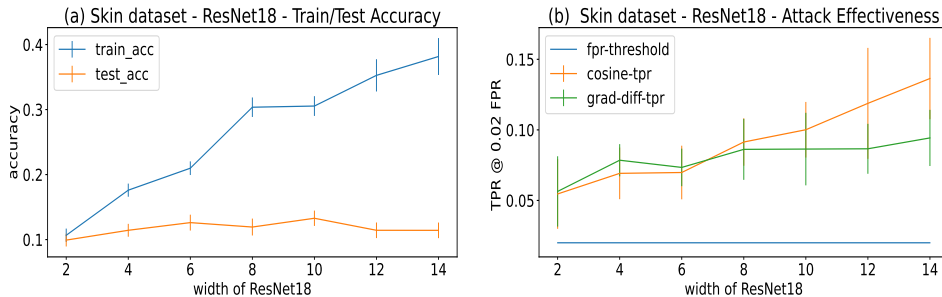 (a) Skin dataset - ResNet18 - Train/Test Accuracy
train_acc
test_acc
accuracy
0.4
0.3
0.2
0.1
2 4 6 8 10 12 14
width of ResNet18
(b) Skin dataset - ResNet18 - Attack Effectiveness
fpr-threshold
cosine-tpr
grad-diff-tpr
TPR @ 0.02 FPR
0.15
0.10
0.05
2 4 6 8 10 12 14
width of ResNet18